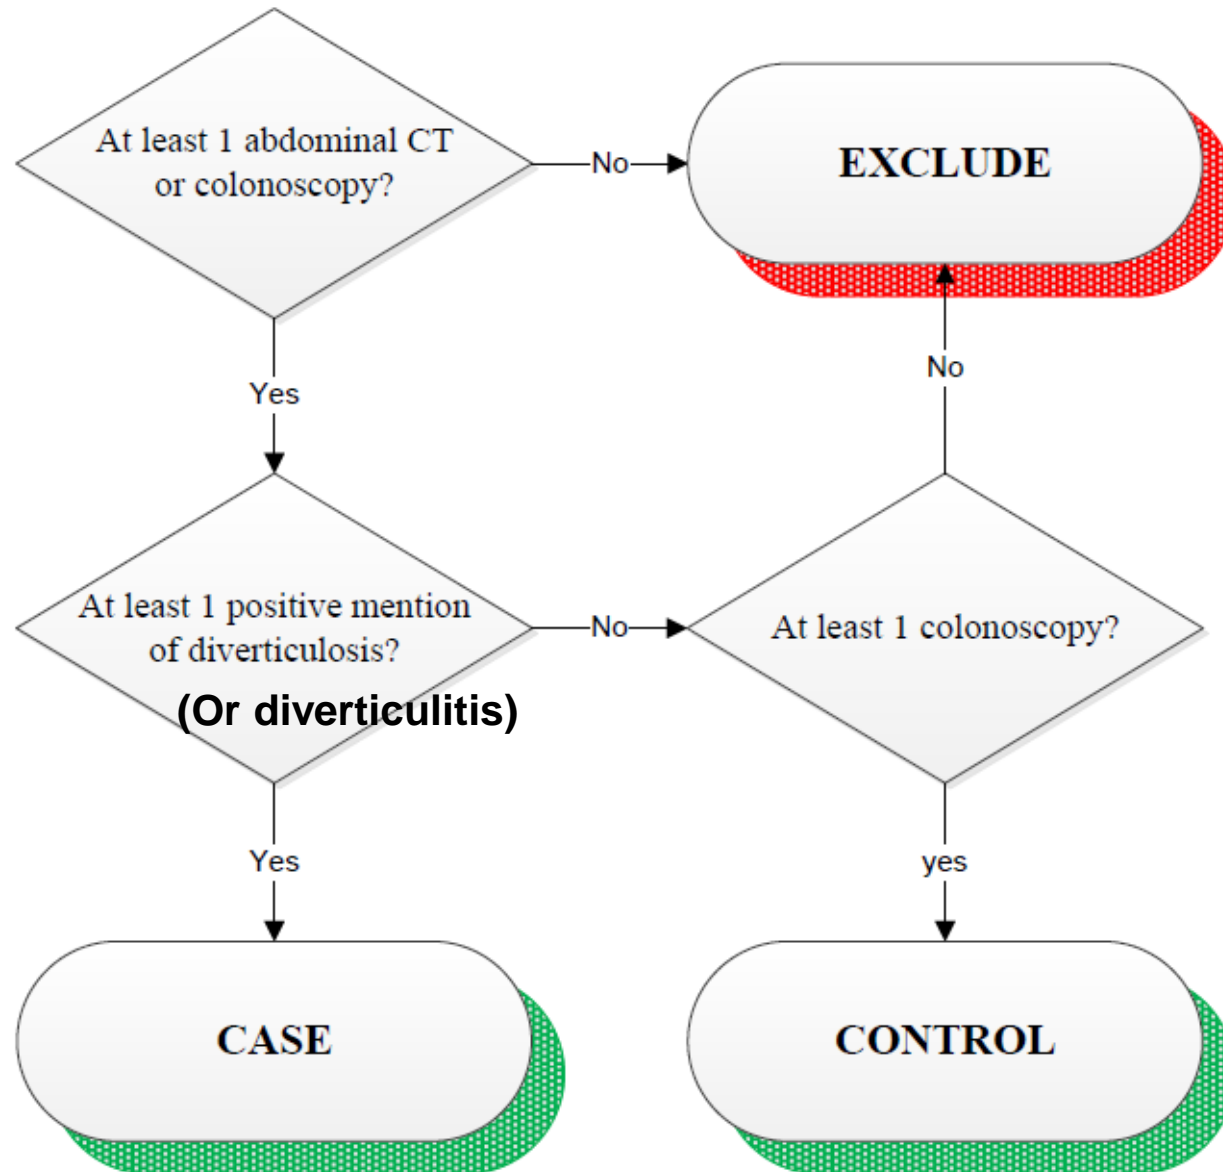 At least 1 abdominal CT
or colonoscopy?
No
EXCLUDE
Yes
No
At least 1 positive mention
of diverticulosis?
(Or diverticulitis)
No
At least 1 colonoscopy?
Yes
yes
CASE
CONTROL